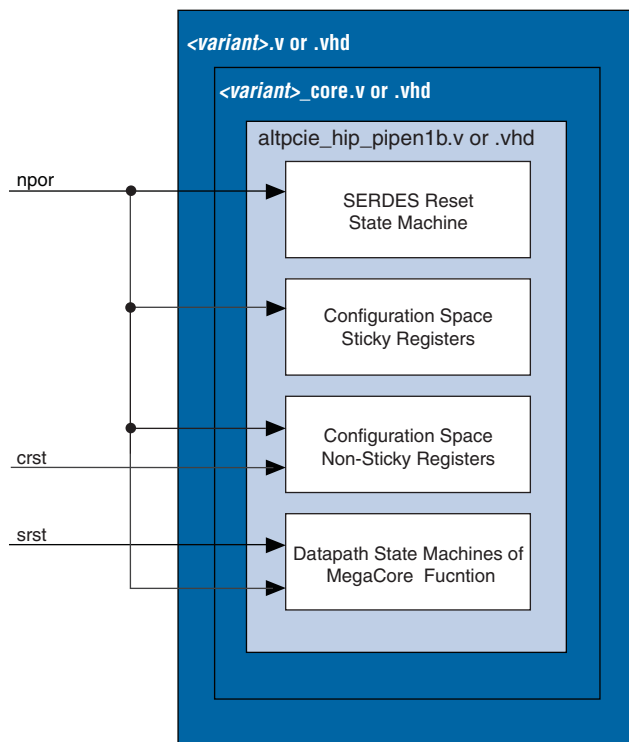 <variant>.v or .vhd
<variant>_core.v or .vhd
altpcie_hip_pipen1b.v or .vhd
npor
SERDES Reset
State Machine
Configuration Space
Sticky Registers
Configuration Space
Non-Sticky Registers
crst
srst
Datapath State Machines of
MegaCore Fucntion